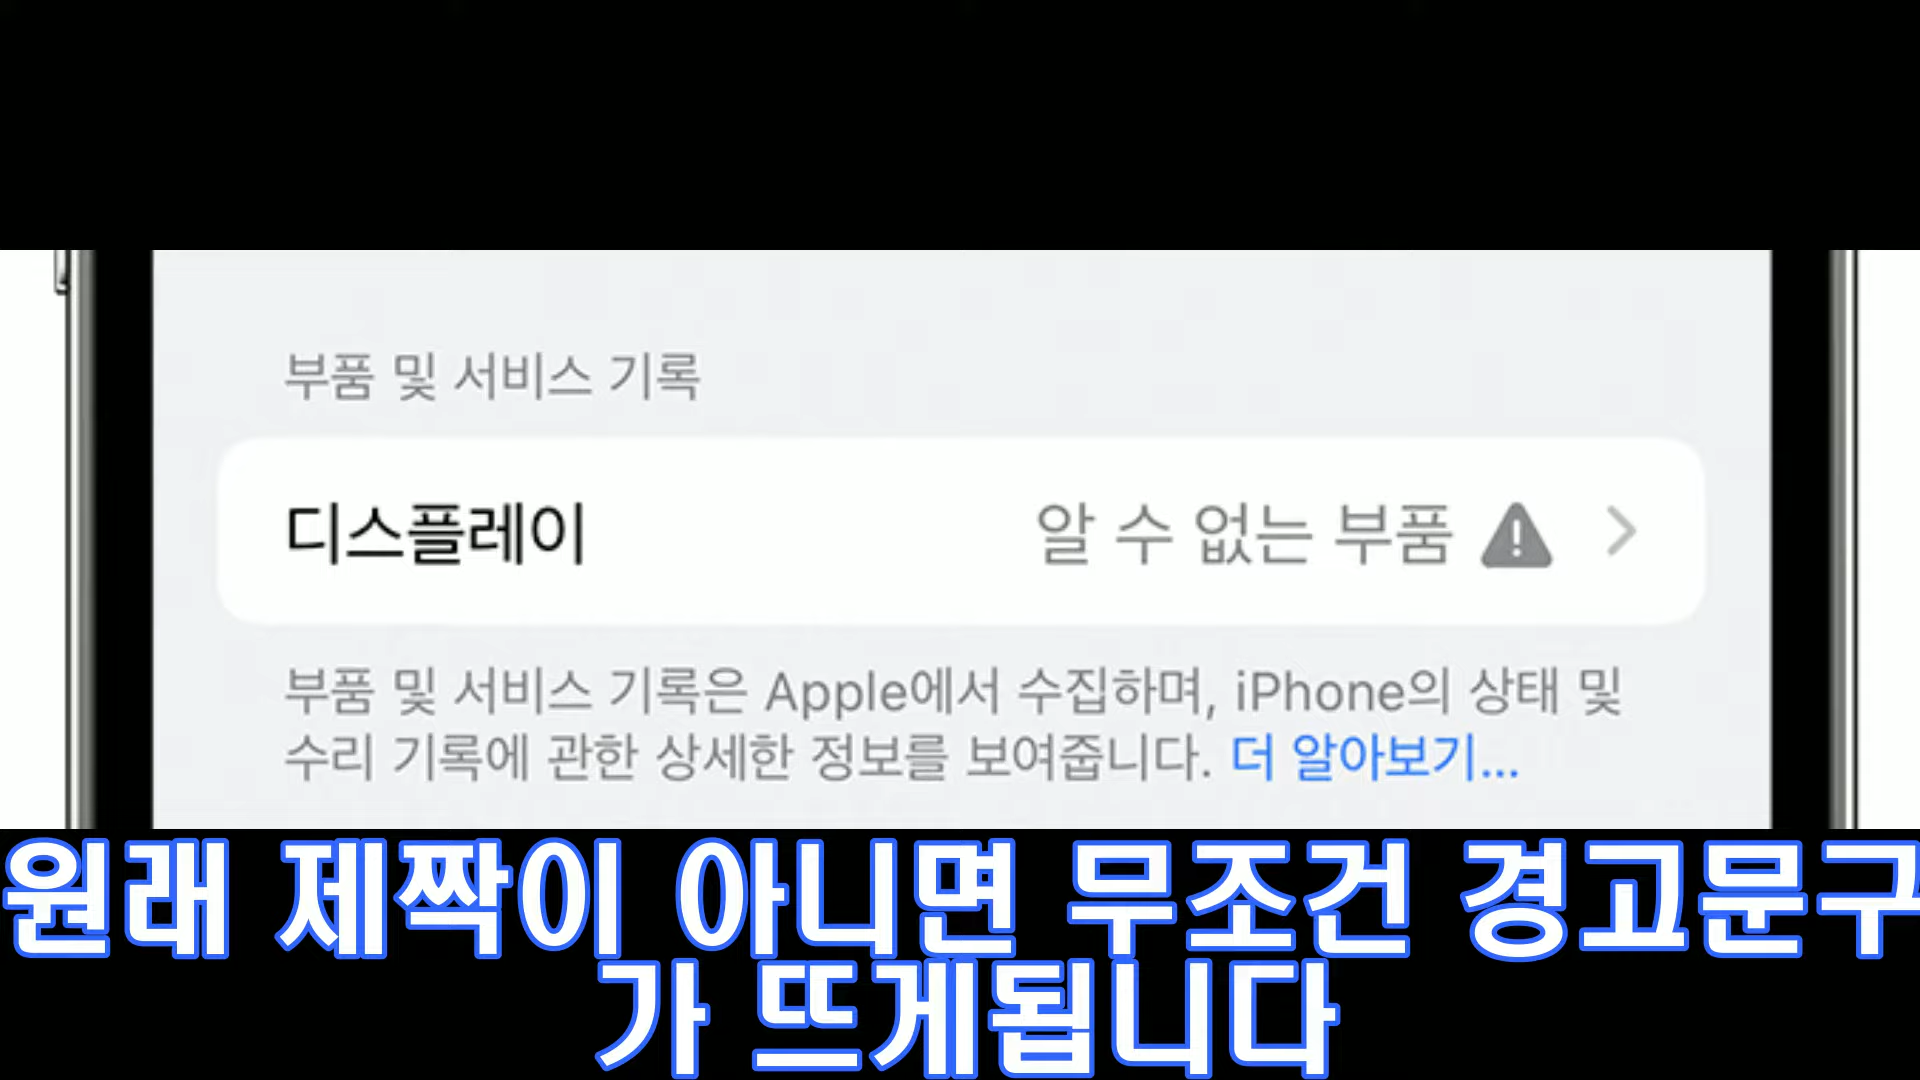 부품 및 서비스 기록
디스플레이 알 수 없는 부품
부품 및 서비스 기록은 Apple에서 수집하며, iPhone의 상태 및
수리 기록에 관한 상세한 정보를 보여줍니다. 더 알아보기...
원래 제짝이 아니면 무조건 경고문구
가 뜨게됩니다